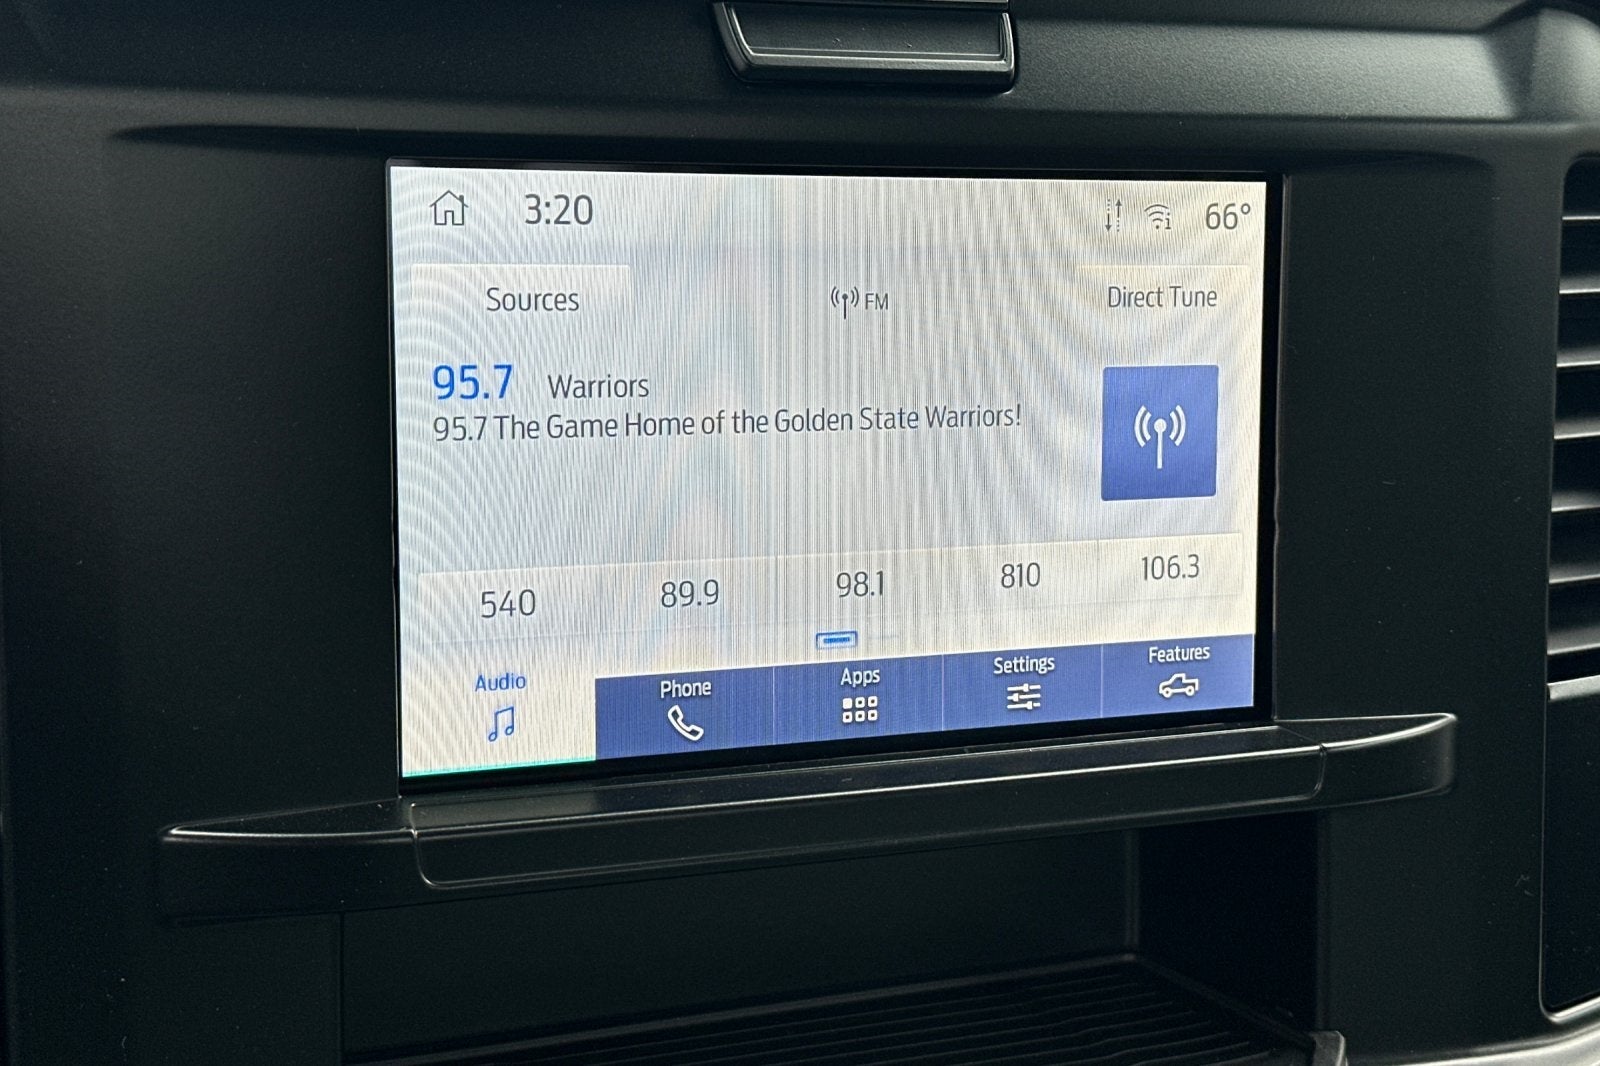 3:20
66°
Sources
FM
Direct Tune
95.7 Warriors
95.7 The Game Home of the Golden State Warriors!
540 89.9 98.1 810 106.3
Audio Phone Apps Settings Features